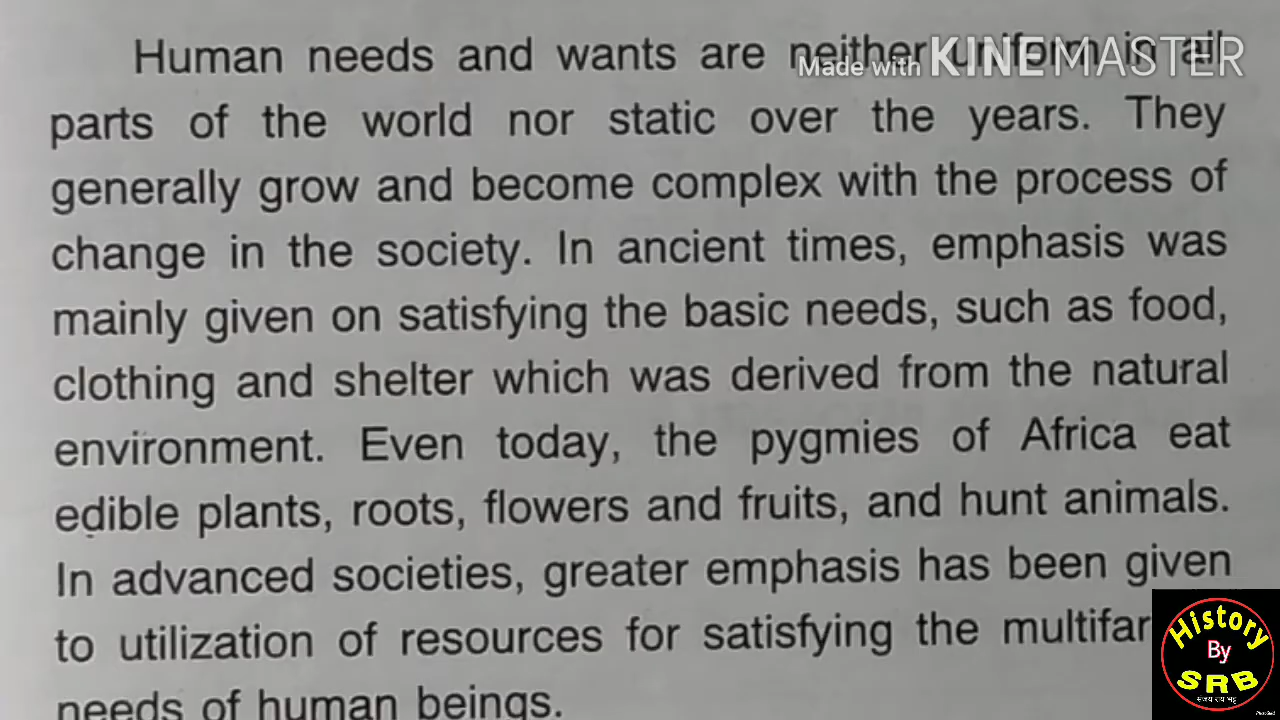 Human needs and wants are neither uniform in all
Made with KINEMASTER
parts of the world nor static over the years. They
generally grow and become complex with the process of
change in the society. In ancient times, emphasis was
mainly given on satisfying the basic needs, such as food,
clothing and shelter which was derived from the natural
environment. Even today, the pygmies of Africa eat
edible plants, roots, flowers and fruits, and hunt animals.
In advanced societies, greater emphasis has been given
to utilization of resources for satisfying the
needs of human beings.
History
By
SRB